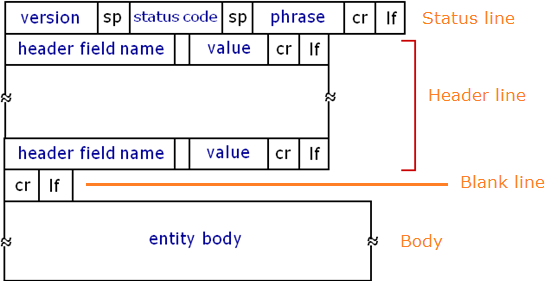 version sp status code sp phrase cr lf Status line
header field name value cr lf
Header line
header field name value cr lf
cr lf Blank line
entity body Body